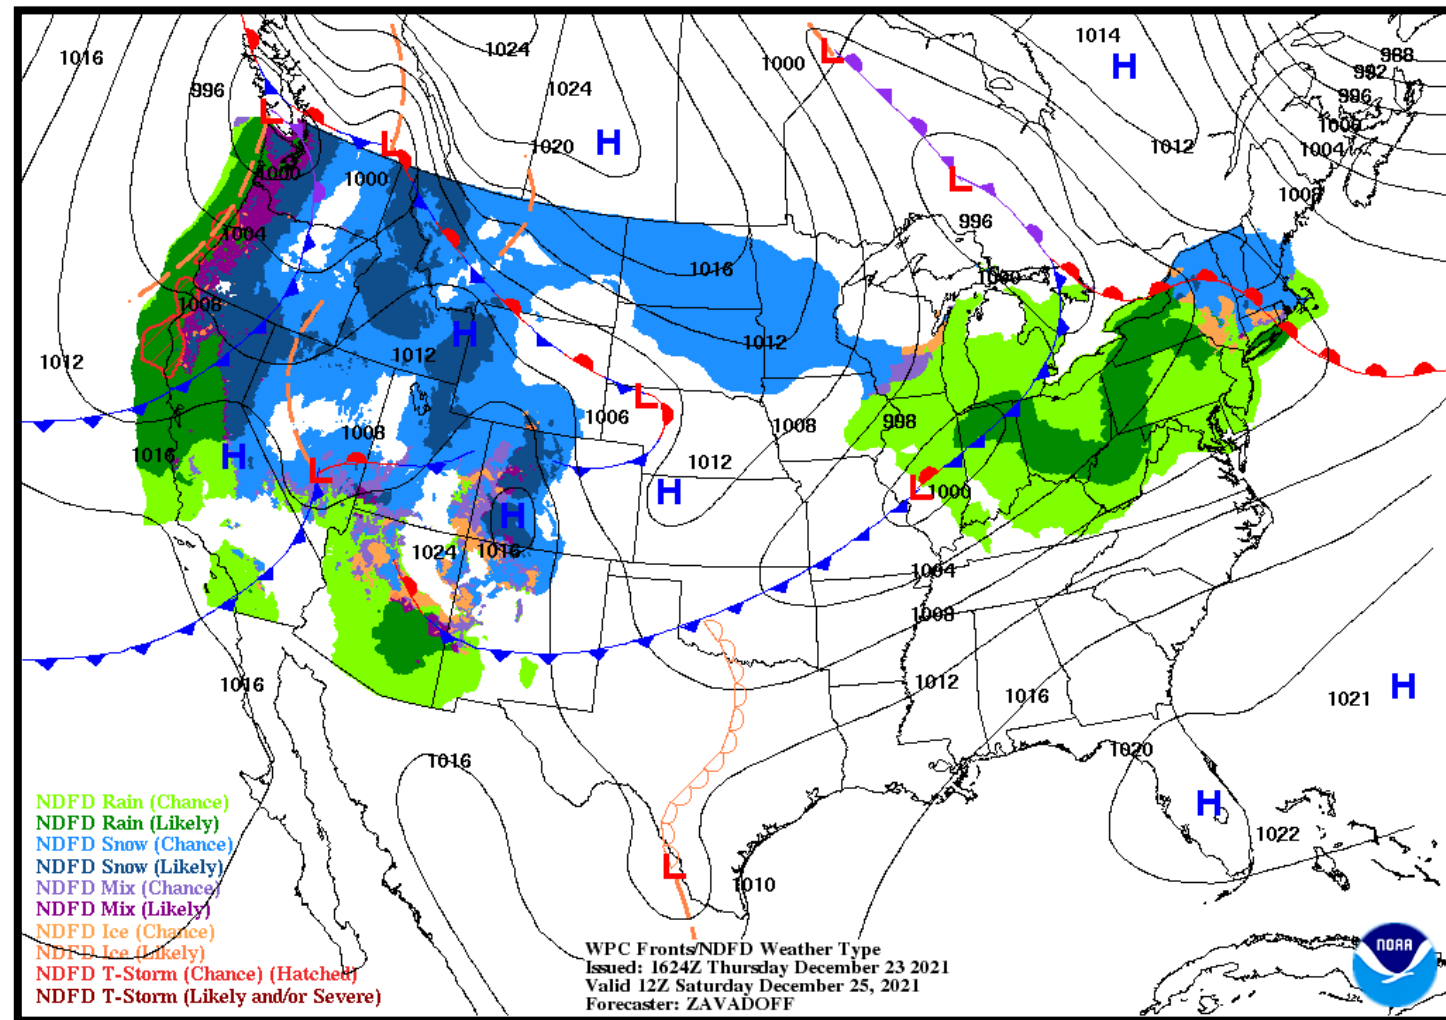 1016
1024
1014
988
1000
992
996
1024
996
1000
1020
1012
1004
L
H
H
L
L
1000
1000
L
1008
1004
996
1016
1000
1008
H
1012
1012
1012
L
1006
1008
998
1008
1016
H
L
1012
H
L
1000
H
1024
1016
1004
1008
1016
1012
1016
H
1021
1016
1020
H
1022
L
1010
NDFD Rain (Chance)
NDFD Rain (Likely)
NDFD Snow (Chance)
NDFD Snow (Likely)
NDFD Mix (Chance)
NDFD Mix (Likely)
NDFD Ice (Chance)
NDFD Ice (Likely)
NDFD T-Storm (Chance) (Hatched)
NDFD T-Storm (Likely and/or Severe)
WPC Fronts/NDFD Weather Type
Issued: 1624Z Thursday December 23 2021
Valid 12Z Saturday December 25, 2021
Forecaster: ZAVADOFF
NOAA